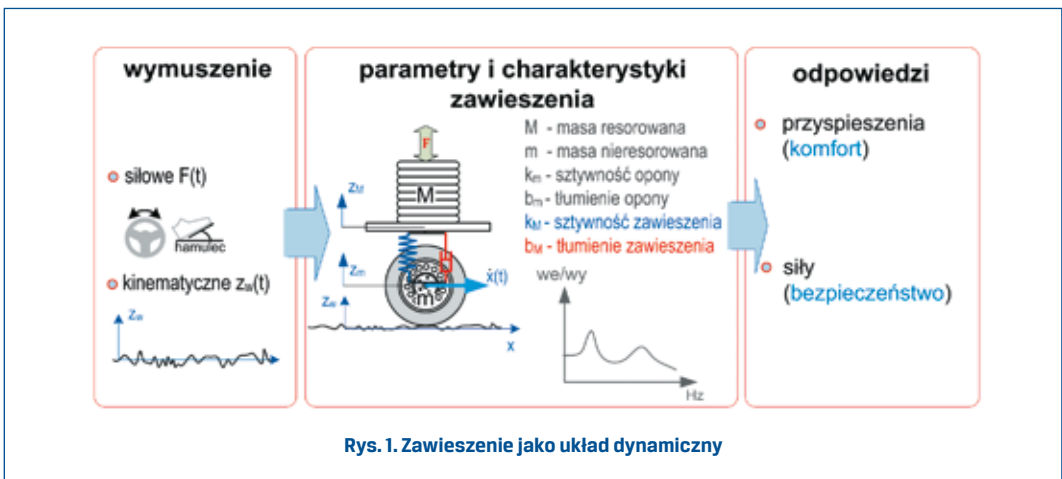 wymuszenie
siłowe F(t)
hamulec
kinematyczne zw(t)
zw
parametry i charakterystyki
zawieszenia
F
M
zM
zm
m
ẋ(t)
zw
x
M - masa resorowana
m - masa nieresorowana
km - sztywność opony
bm - tłumienie opony
kM - sztywność zawieszenia
bM - tłumienie zawieszenia
we/wy
Hz
odpowiedzi
przyspieszenia
(komfort)
siły
(bezpieczeństwo)
Rys. 1. Zawieszenie jako układ dynamiczny